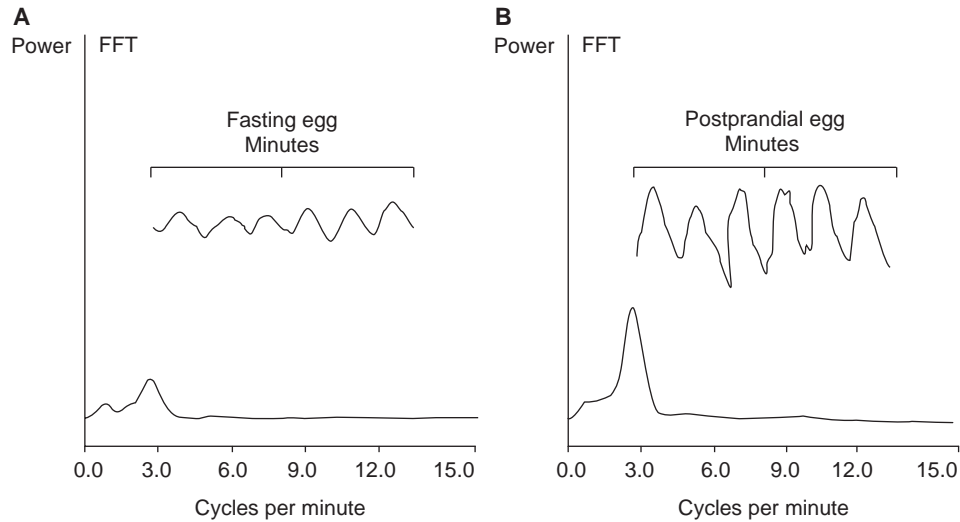 A
Power FFT
Fasting egg
Minutes
0.0 3.0 6.0 9.0 12.0 15.0
Cycles per minute
B
Power FFT
Postprandial egg
Minutes
0.0 3.0 6.0 9.0 12.0 15.0
Cycles per minute